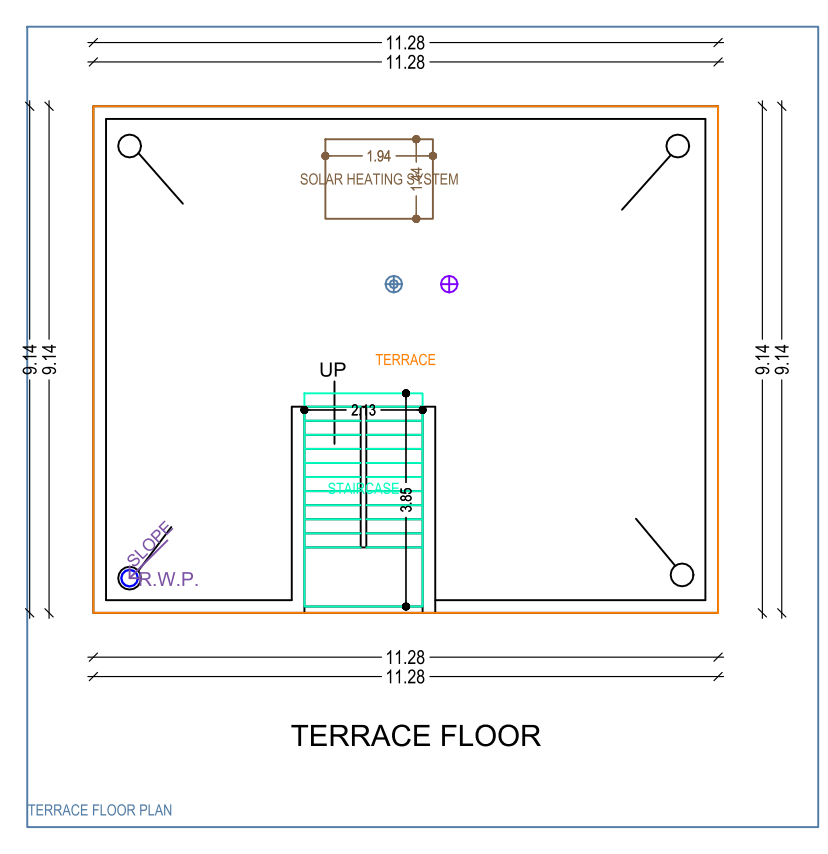 11.28
11.28
1.94
1.44
SOLAR HEATING SYSTEM
9.14
9.14
9.14
9.14
TERRACE
UP
2.13
STAIRCASE
3.85
SLOPE
R.W.P.
11.28
11.28
TERRACE FLOOR
TERRACE FLOOR PLAN